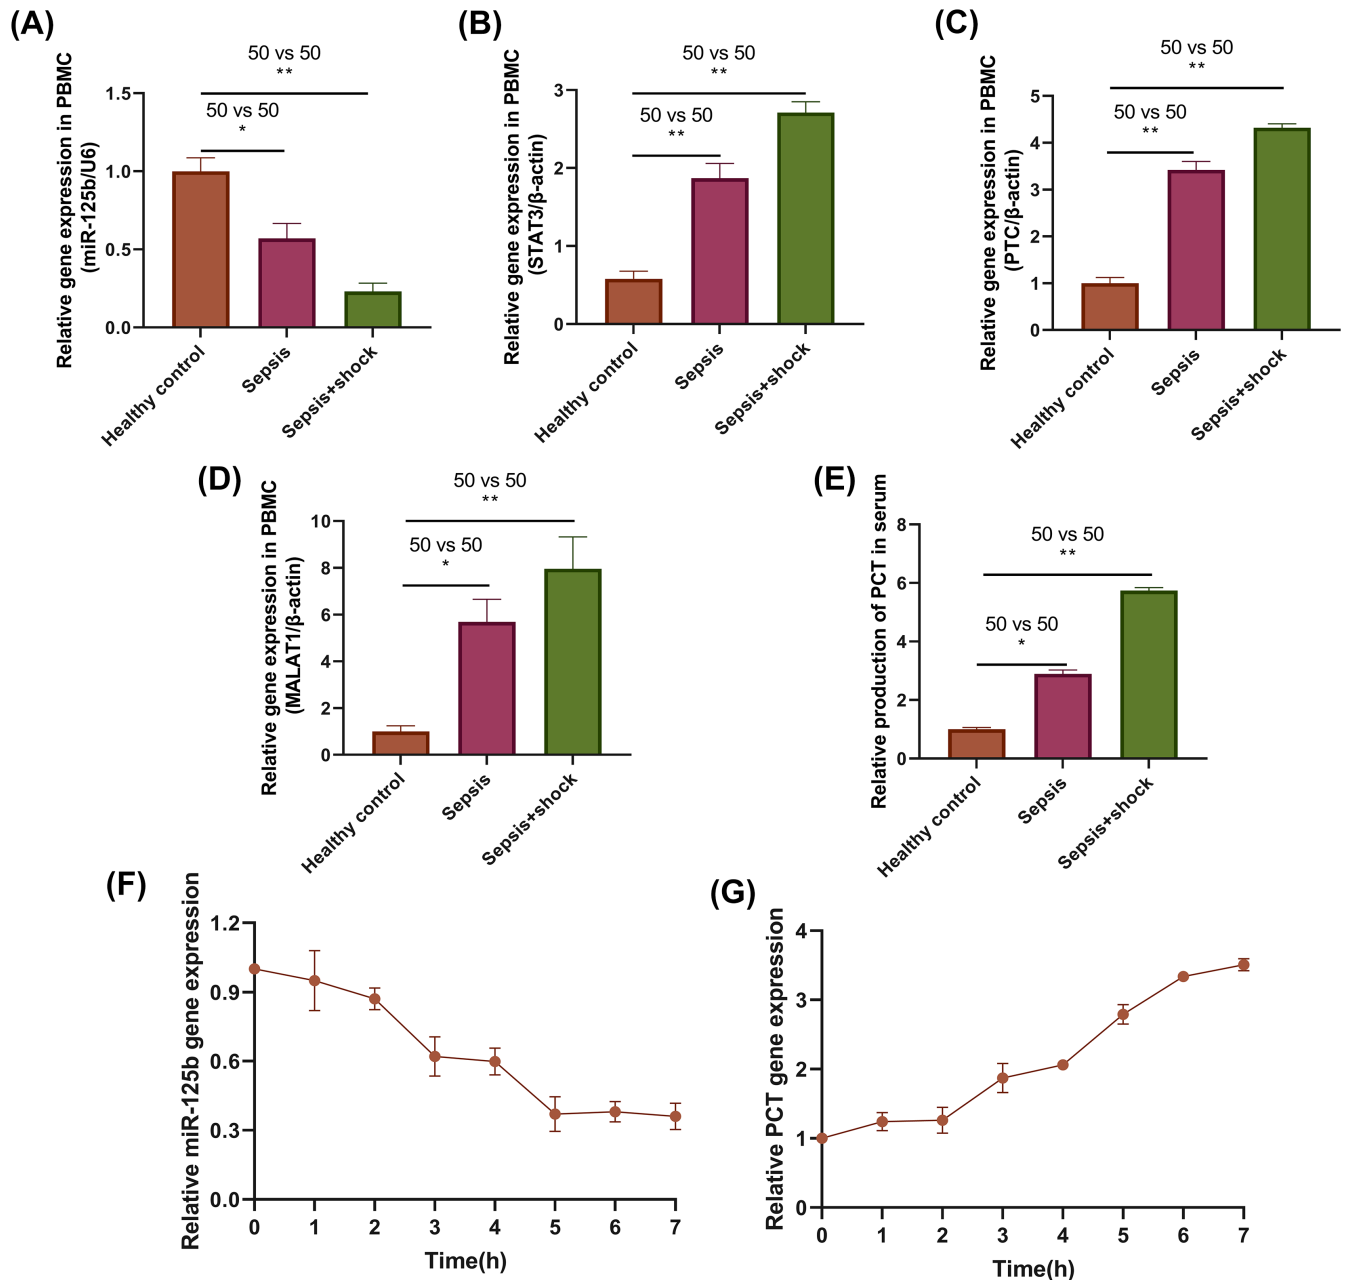 (A)
Relative gene expression in PBMC
(miR-125b/U6)
50 vs 50
**
50 vs 50
*
1.5
1.0
0.5
0.0
Healthy control
Sepsis
Sepsis+shock
(B)
Relative gene expression in PBMC
(STAT3/β-actin)
50 vs 50
**
50 vs 50
**
3
2
1
0
Healthy control
Sepsis
Sepsis+shock
(C)
Relative gene expression in PBMC
(PTC/β-actin)
50 vs 50
**
50 vs 50
**
5
4
3
2
1
0
Healthy control
Sepsis
Sepsis+shock
(D)
Relative gene expression in PBMC
(MALAT1/β-actin)
50 vs 50
**
50 vs 50
*
10
8
6
4
2
0
Healthy control
Sepsis
Sepsis+shock
(E)
Relative production of PCT in serum
50 vs 50
**
50 vs 50
*
8
6
4
2
0
Healthy control
Sepsis
Sepsis+shock
(F)
Relative miR-125b gene expression
1.2
0.9
0.6
0.3
0.0
0 1 2 3 4 5 6 7
Time(h)
(G)
Relative PCT gene expression
4
3
2
1
0
0 1 2 3 4 5 6 7
Time(h)